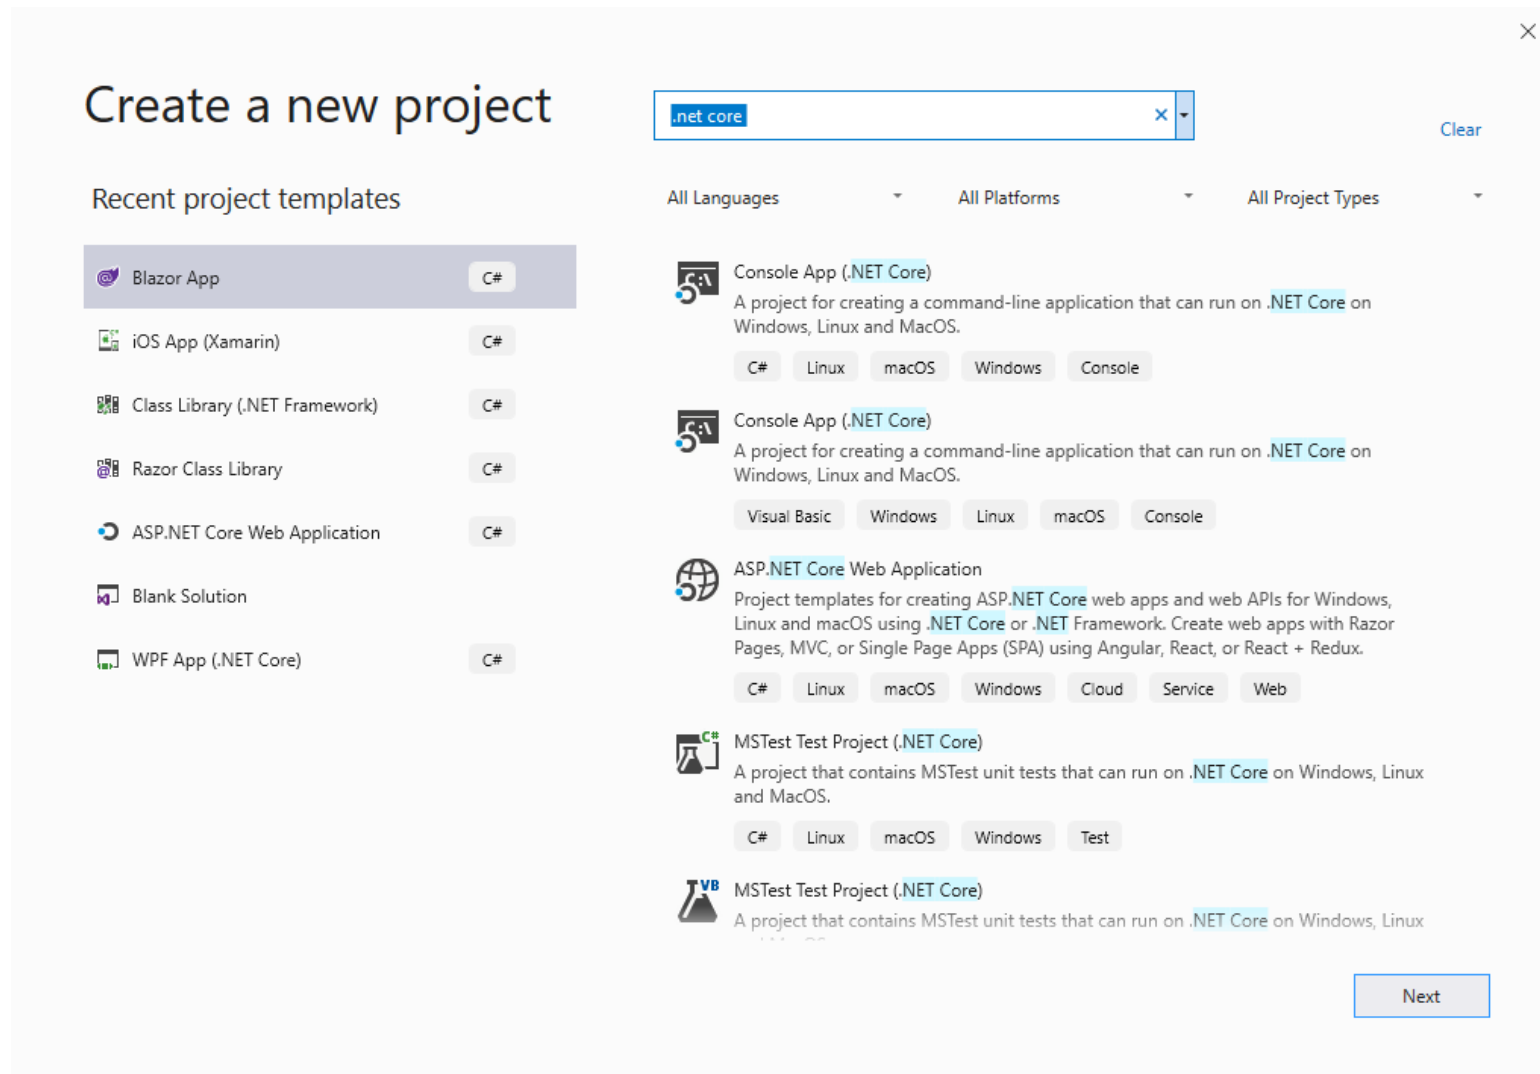 Create a new project
.net core
Clear
Recent project templates
All Languages
All Platforms
All Project Types
Blazor App
C#
iOS App (Xamarin)
C#
Class Library (.NET Framework)
C#
Razor Class Library
C#
ASP.NET Core Web Application
C#
Blank Solution
WPF App (.NET Core)
C#
Console App (.NET Core)
A project for creating a command-line application that can run on .NET Core on
Windows, Linux and MacOS.
C# Linux macOS Windows Console
Console App (.NET Core)
A project for creating a command-line application that can run on .NET Core on
Windows, Linux and MacOS.
Visual Basic Windows Linux macOS Console
ASP.NET Core Web Application
Project templates for creating ASP.NET Core web apps and web APIs for Windows,
Linux and macOS using .NET Core or .NET Framework. Create web apps with Razor
Pages, MVC, or Single Page Apps (SPA) using Angular, React, or React + Redux.
C# Linux macOS Windows Cloud Service Web
C#
MSTest Test Project (.NET Core)
A project that contains MSTest unit tests that can run on .NET Core on Windows, Linux
and MacOS.
C# Linux macOS Windows Test
VB
MSTest Test Project (.NET Core)
A project that contains MSTest unit tests that can run on .NET Core on Windows, Linux
Next